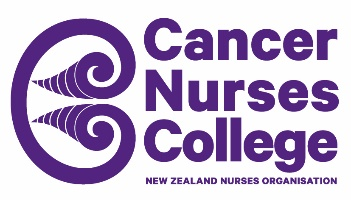 Cancer
Nurses
College
NEW ZEALAND NURSES ORGANISATION